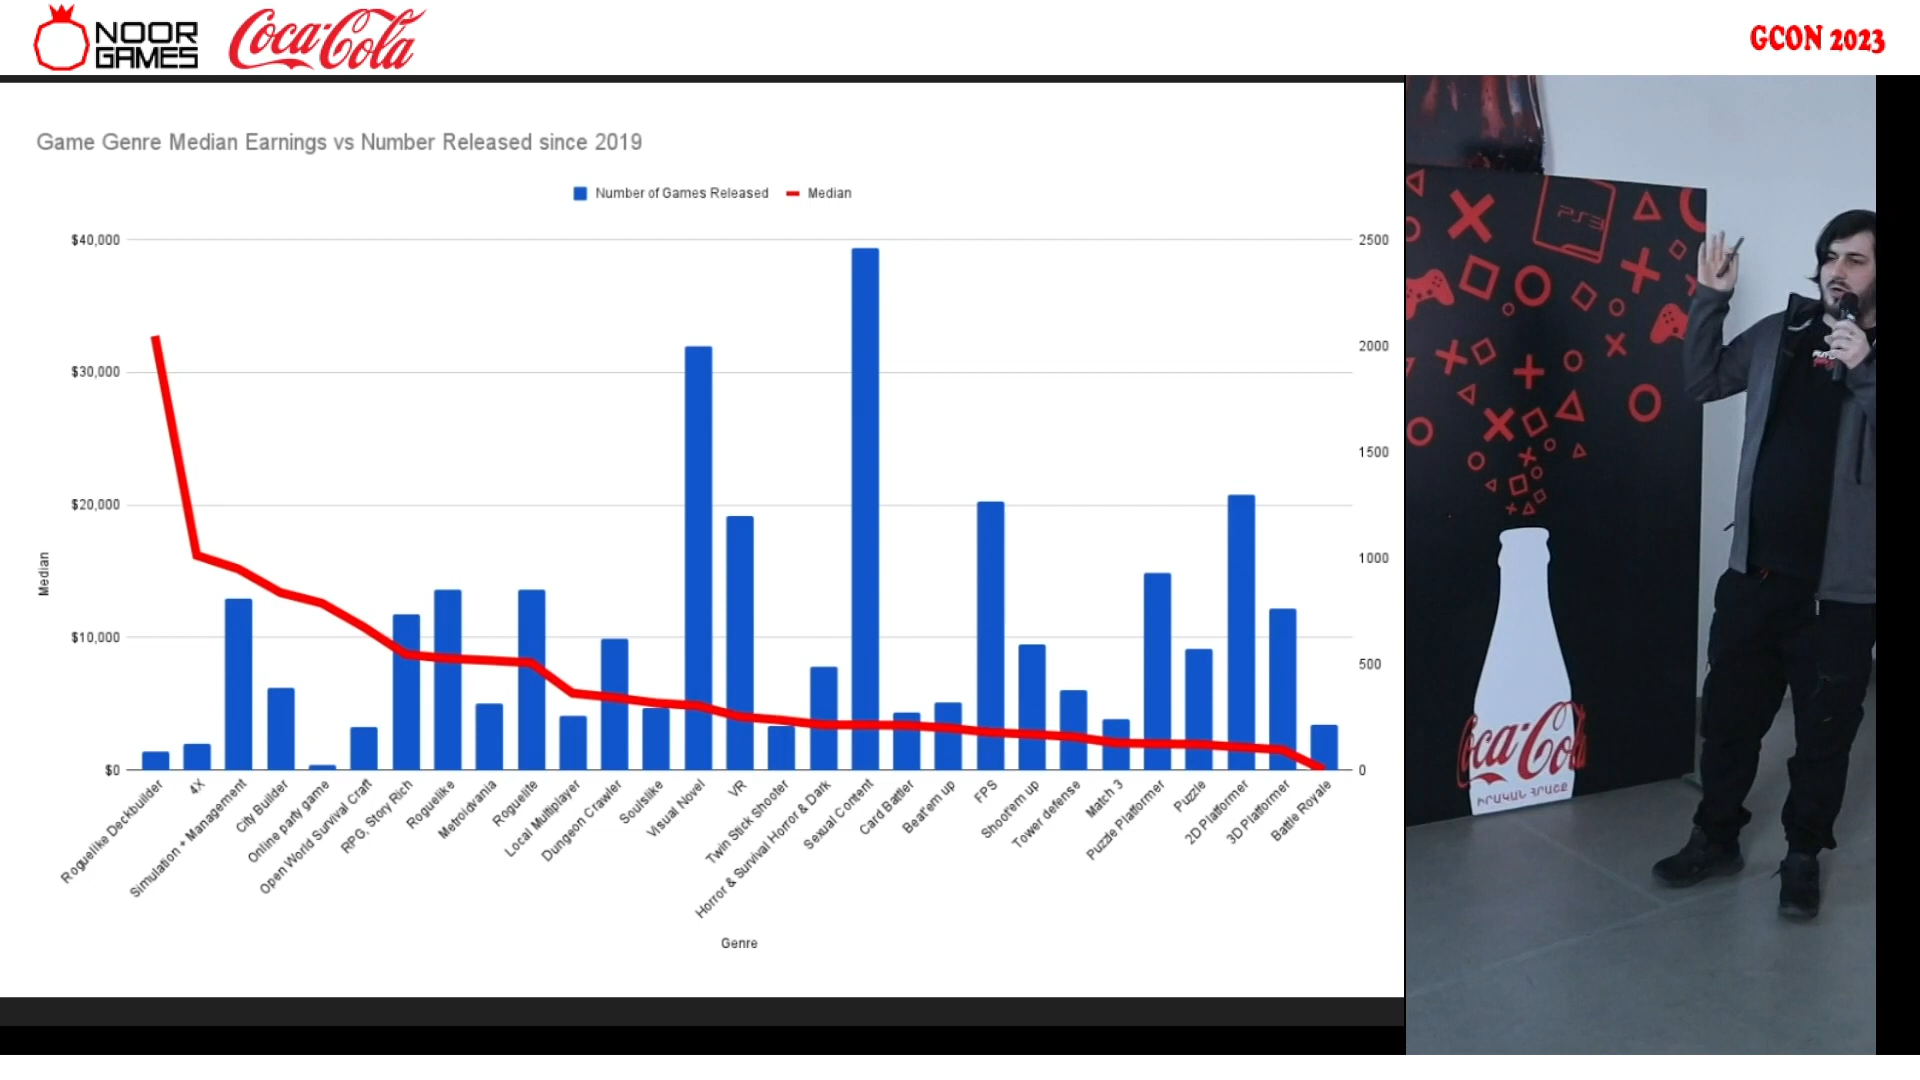 NOOR
GAMES
Coca-Cola
GCON 2023
Game Genre Median Earnings vs Number Released since 2019
Number of Games Released
Median
$40,000
$30,000
$20,000
$10,000
$0
Median
2500
2000
1500
1000
500
0
Roguelike Deckbuilder
4X
Simulation + Management
City Builder
Online party game
Open World Survival Craft
RPG, Story Rich
Roguelike
Metroidvania
Roguelite
Local Multiplayer
Dungeon Crawler
Soulslike
Visual Novel
VR
Twin Stick Shooter
Horror & Survival Horror & Dark
Sexual Content
Card Battler
Beat'em up
FPS
Shoot'em up
Tower defense
Match 3
Puzzle Platformer
Puzzle
2D Platformer
3D Platformer
Battle Royale
Genre
PS3
Coca-Cola
ԻՐԱԿԱՆ ՀՐԱՇՔ